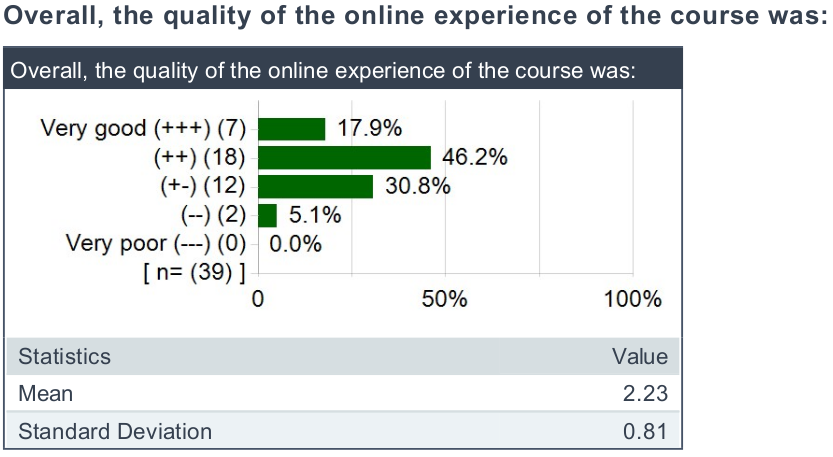 Overall, the quality of the online experience of the course was:
Overall, the quality of the online experience of the course was:
Very good (+++) (7) 17.9%
(++) (18) 46.2%
(+-) (12) 30.8%
(--) (2) 5.1%
Very poor (---) (0) 0.0%
[ n= (39) ]
0 50% 100%
Statistics Value
Mean 2.23
Standard Deviation 0.81